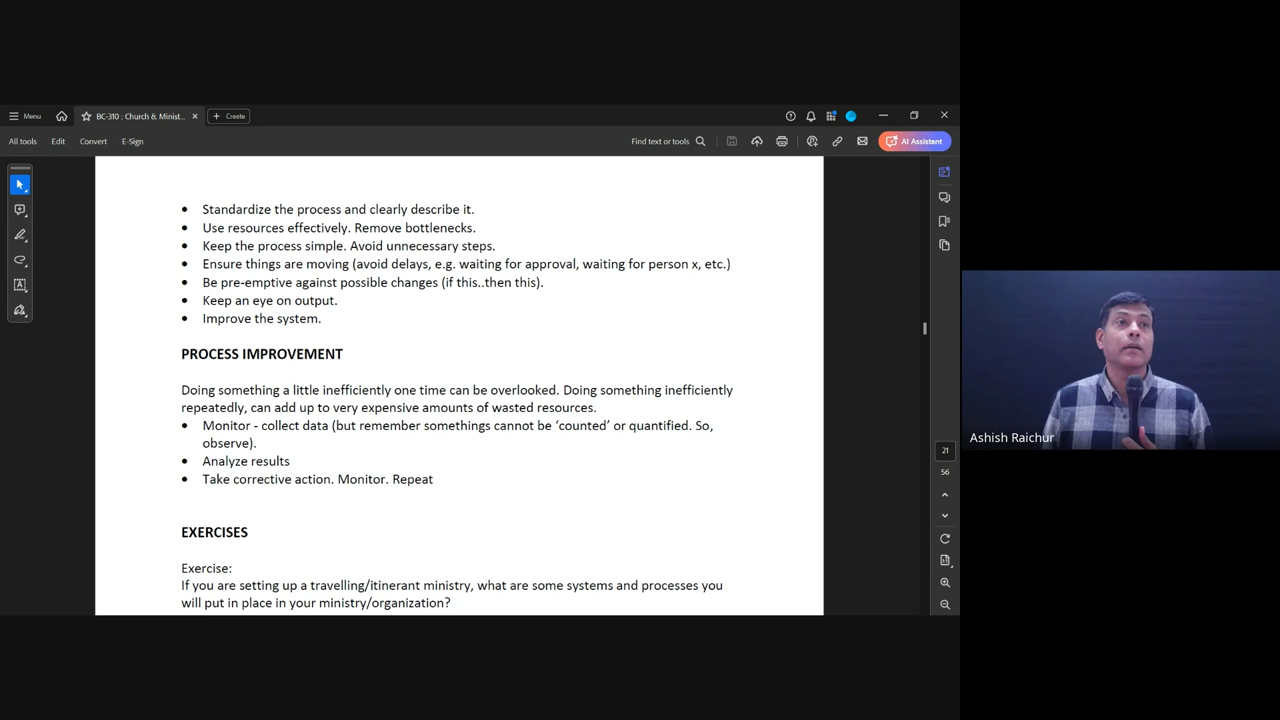 Menu
BC-310 : Church & Minist...
Create
All tools
Edit
Convert
E-Sign
Find text or tools
AI Assistant
• Standardize the process and clearly describe it.
• Use resources effectively. Remove bottlenecks.
• Keep the process simple. Avoid unnecessary steps.
• Ensure things are moving (avoid delays, e.g. waiting for approval, waiting for person x, etc.)
• Be pre-emptive against possible changes (if this..then this).
• Keep an eye on output.
• Improve the system.
PROCESS IMPROVEMENT
Doing something a little inefficiently one time can be overlooked. Doing something inefficiently
repeatedly, can add up to very expensive amounts of wasted resources.
• Monitor - collect data (but remember somethings cannot be ‘counted’ or quantified. So,
observe).
• Analyze results
• Take corrective action. Monitor. Repeat
EXERCISES
Exercise:
If you are setting up a travelling/itinerant ministry, what are some systems and processes you
will put in place in your ministry/organization?
21
56
Ashish Raichur